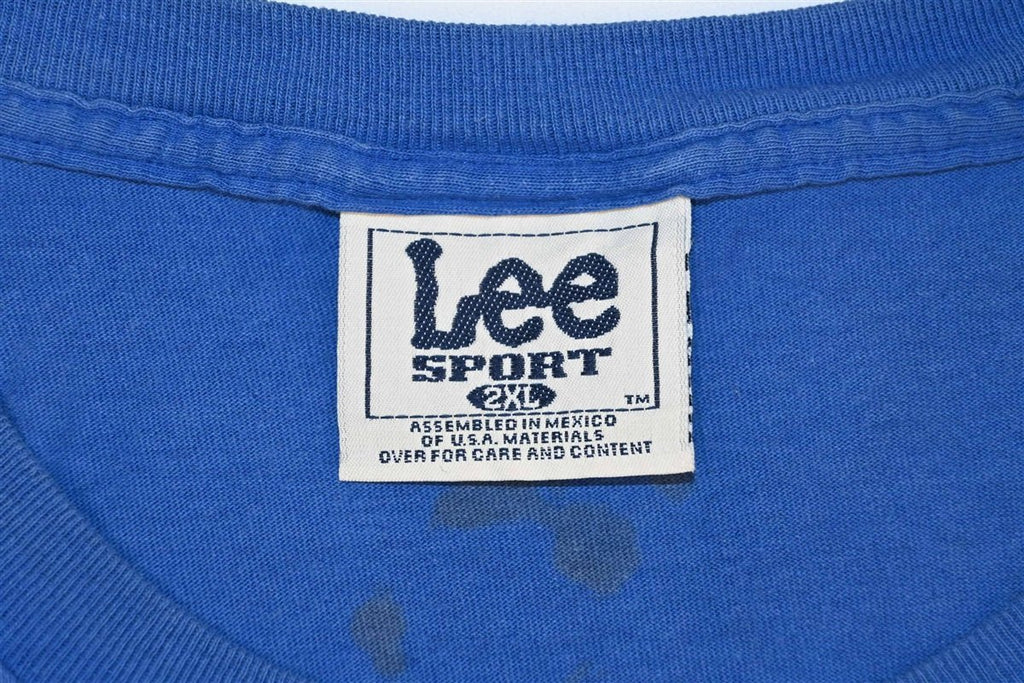 Lee
SPORT
2XL
TM
ASSEMBLED IN MEXICO
OF U.S.A. MATERIALS
OVER FOR CARE AND CONTENT